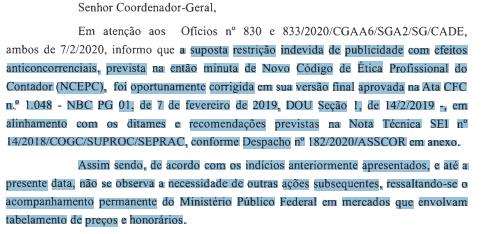 Senhor Coordenador-Geral,
Em atenção aos Ofícios nº 830 e 833/2020/CGAA6/SGA2/SG/CADE,
ambos de 7/2/2020, informo que a suposta restrição indevida de publicidade com efeitos
anticoncorrenciais, prevista na então minuta de Novo Código de Ética Profissional do
Contador (NCEPC), foi oportunamente corrigida em sua versão final aprovada na Ata CFC
n.º 1.048 - NBC PG 01, de 7 de fevereiro de 2019, DOU Seção 1, de 14/2/2019 -, em
alinhamento com os ditames e recomendações previstas na Nota Técnica SEI nº
14/2018/COGC/SUPROC/SEPRAC, conforme Despacho nº 182/2020/ASSCOR em anexo.
Assim sendo, de acordo com os indícios anteriormente apresentados, e até a
presente data, não se observa a necessidade de outras ações subsequentes, ressaltando-se o
acompanhamento permanente do Ministério Público Federal em mercados que envolvam
tabelamento de preços e honorários.